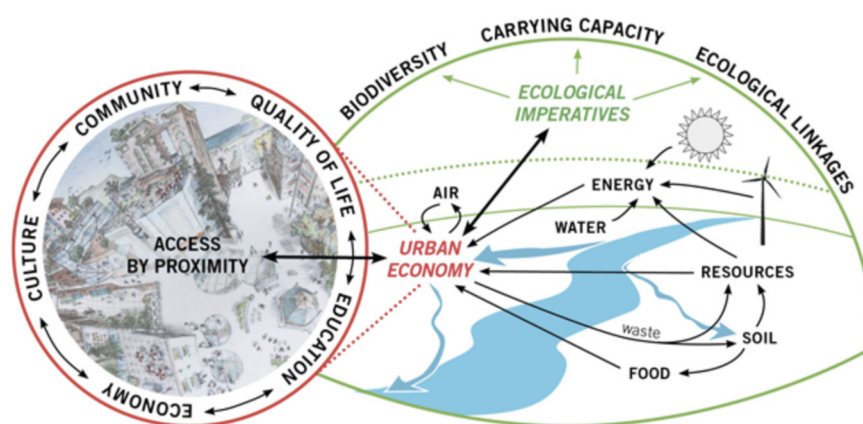 COMMUNITY
QUALITY OF LIFE
EDUCATION
ECONOMY
CULTURE
ACCESS
BY PROXIMITY
BIODIVERSITY
CARRYING CAPACITY
ECOLOGICAL LINKAGES
ECOLOGICAL
IMPERATIVES
AIR
ENERGY
WATER
URBAN
ECONOMY
RESOURCES
waste
SOIL
FOOD